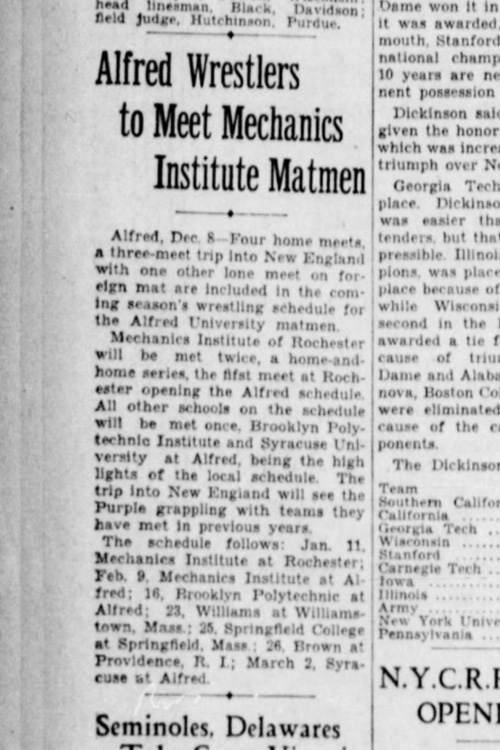 head linesman, Black, Davidson;
field judge, Hutchinson, Purdue.
Alfred Wrestlers
to Meet Mechanics
Institute Matmen
Alfred, Dec. 8—Four home meets,
a three-meet trip into New England
with one other lone meet on for-
eign mat are included in the com-
ing season's wrestling schedule for
the Alfred University matmen.
Mechanics Institute of Rochester
will be met twice, a home-and-
home series, the fifst meet at Roch-
ester opening the Alfred schedule.
All other schools on the schedule
will be met once, Brooklyn Poly-
technic Institute and Syracuse Uni-
versity at Alfred, being the high
lights of the local schedule. The
trip into New England will see the
Purple grappling with teams they
have met in previous years.
The schedule follows: Jan. 11,
Mechanics Institute at Rochester;
Feb. 9, Mechanics Institute at Al-
fred; 16, Brooklyn Polytechnic at
Alfred; 23, Williams at Williams-
town, Mass.; 25, Springfield College
at Springfield, Mass.; 26, Brown at
Providence, R. I.; March 2, Syra-
cuse at Alfred.
Seminoles, Delawares
Dame won it in
it was awarded,
mouth, Stanford
national champ
10 years are ne
nent possession
Dickinson said
given the honor
which was increa
triumph over No
Georgia Tech
place. Dickinso
was easier tha
tenders, but that
pressible. Illinoi
pions, was place
place because of
while Wisconsi
second in the
awarded a tie f
cause of trium
Dame and Alaba
nova, Boston Col
were eliminated
cause of the ca
ponents.
The Dickinson
Team
Southern Califor
California
Georgia Tech
Wisconsin
Stanford
Carnegie Tech
Iowa
Illinois
Army
New York Unive
Pennsylvania
N.Y.C.R.R
OPENI